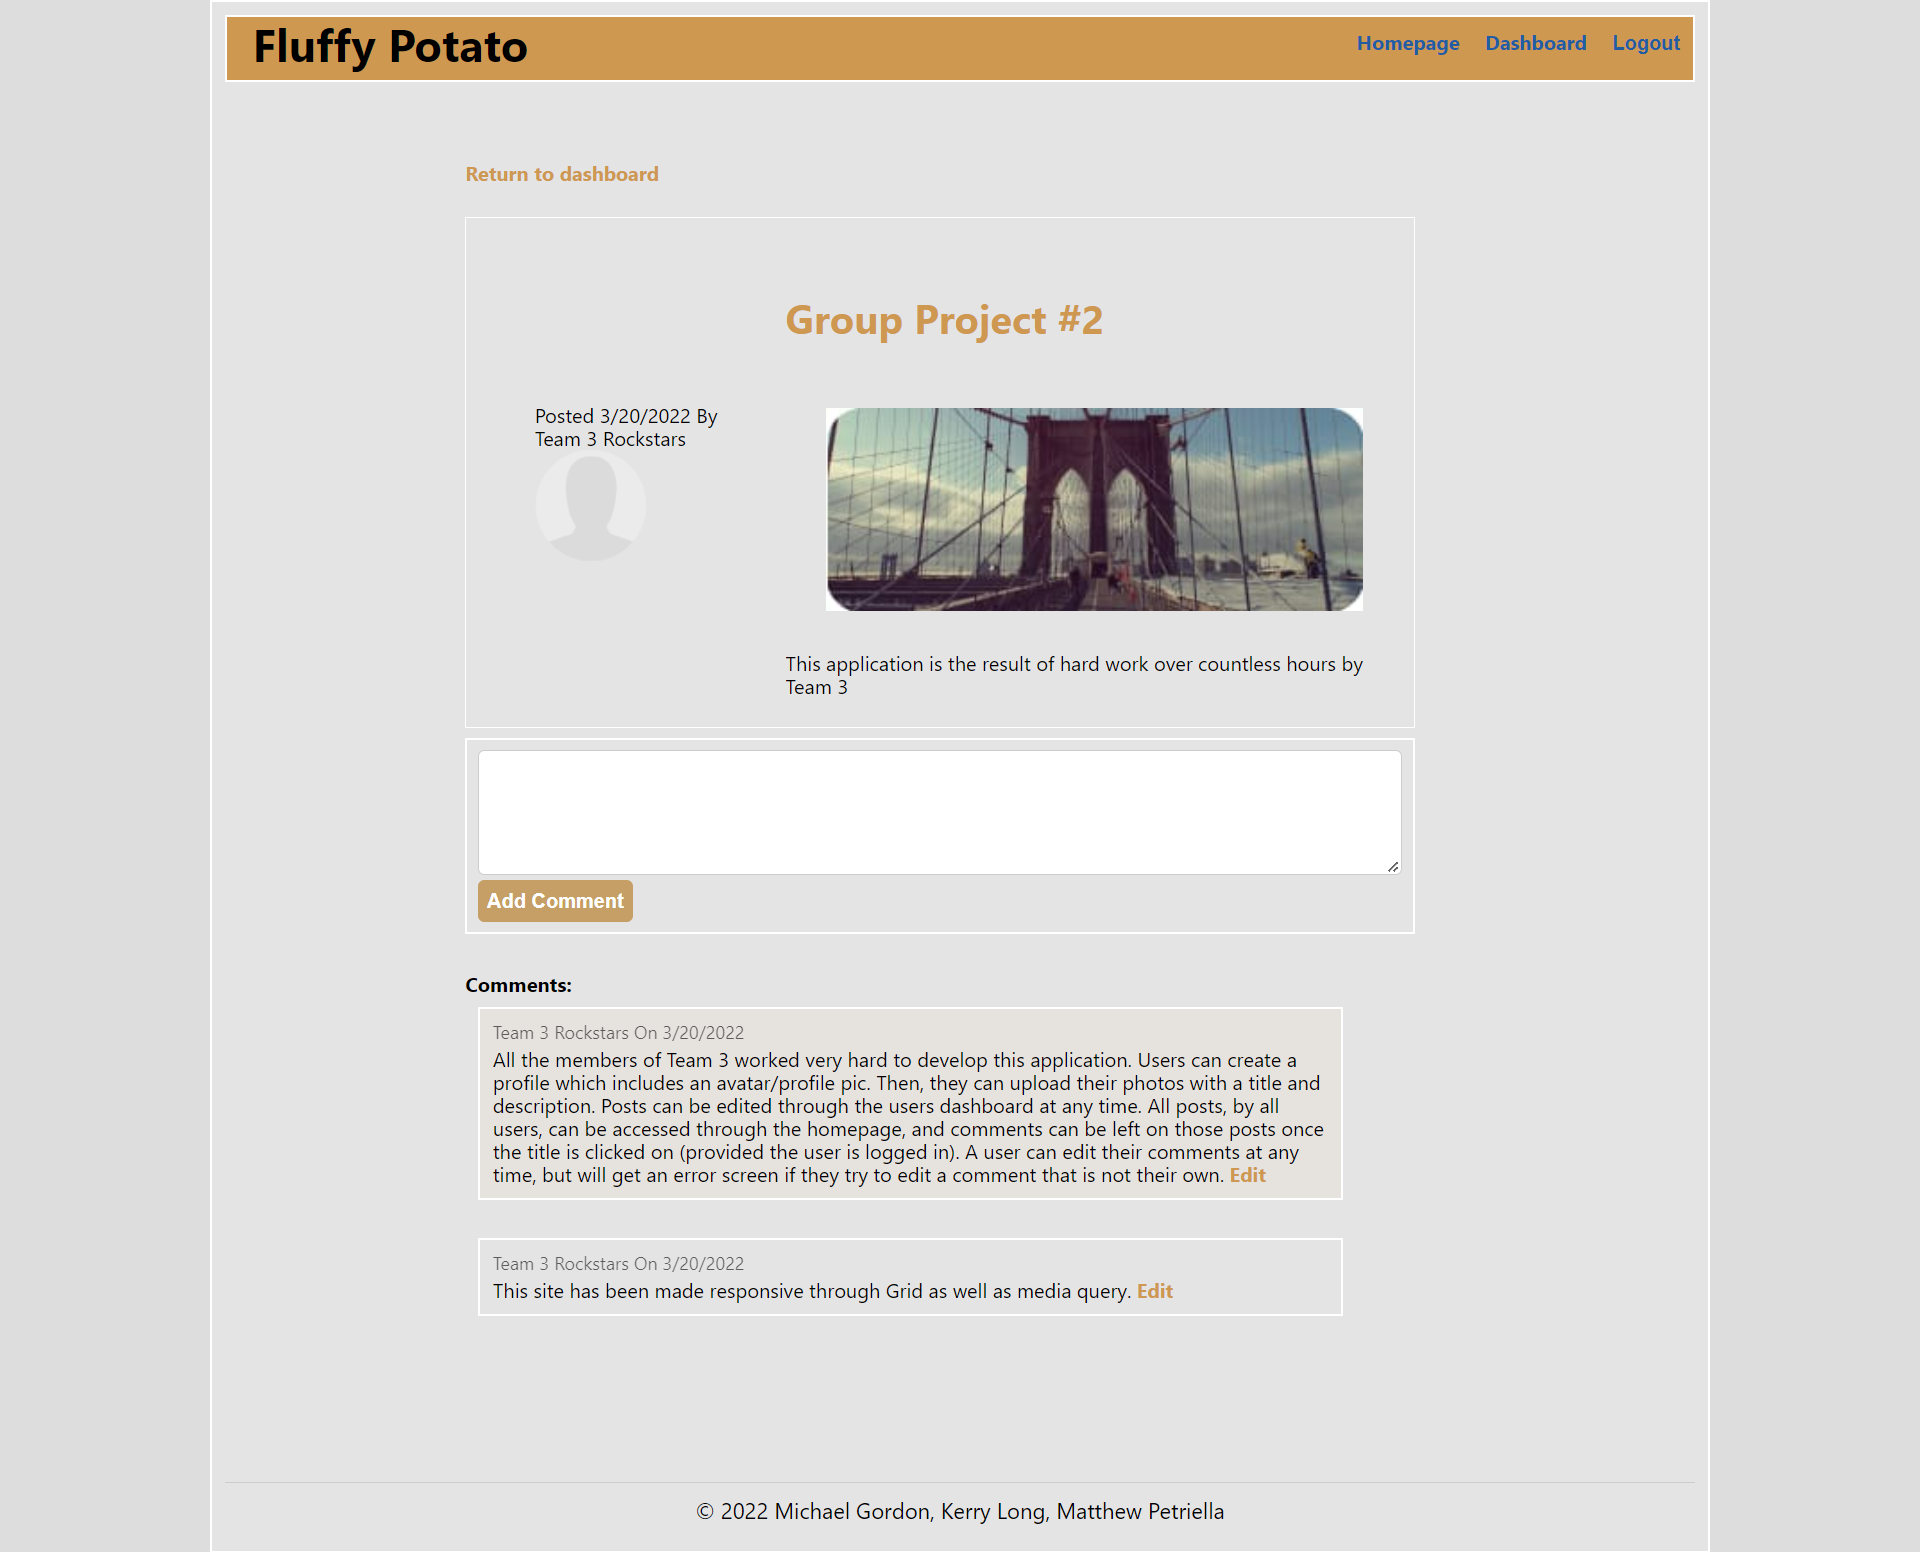 Fluffy Potato
Homepage Dashboard Logout
Return to dashboard
Group Project #2
Posted 3/20/2022 By
Team 3 Rockstars
This application is the result of hard work over countless hours by
Team 3
Add Comment
Comments:
Team 3 Rockstars On 3/20/2022
All the members of Team 3 worked very hard to develop this application. Users can create a
profile which includes an avatar/profile pic. Then, they can upload their photos with a title and
description. Posts can be edited through the users dashboard at any time. All posts, by all
users, can be accessed through the homepage, and comments can be left on those posts once
the title is clicked on (provided the user is logged in). A user can edit their comments at any
time, but will get an error screen if they try to edit a comment that is not their own. Edit
Team 3 Rockstars On 3/20/2022
This site has been made responsive through Grid as well as media query. Edit
© 2022 Michael Gordon, Kerry Long, Matthew Petriella